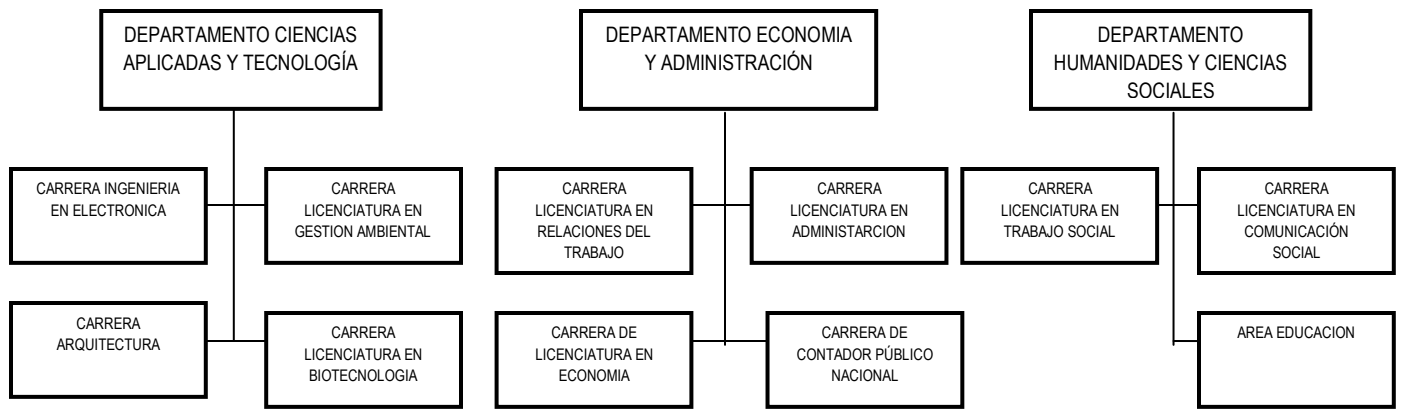 DEPARTAMENTO CIENCIAS
APLICADAS Y TECNOLOGÍA
DEPARTAMENTO ECONOMIA
Y ADMINISTRACIÓN
DEPARTAMENTO
HUMANIDADES Y CIENCIAS
SOCIALES
CARRERA INGENIERIA
EN ELECTRONICA
CARRERA
LICENCIATURA EN
GESTION AMBIENTAL
CARRERA
LICENCIATURA EN
RELACIONES DEL
TRABAJO
CARRERA
LICENCIATURA EN
ADMINISTARCION
CARRERA
LICENCIATURA EN
TRABAJO SOCIAL
CARRERA
LICENCIATURA EN
COMUNICACIÓN
SOCIAL
CARRERA
ARQUITECTURA
CARRERA
LICENCIATURA EN
BIOTECNOLOGIA
CARRERA DE
LICENCIATURA EN
ECONOMIA
CARRERA DE
CONTADOR PÚBLICO
NACIONAL
AREA EDUCACION